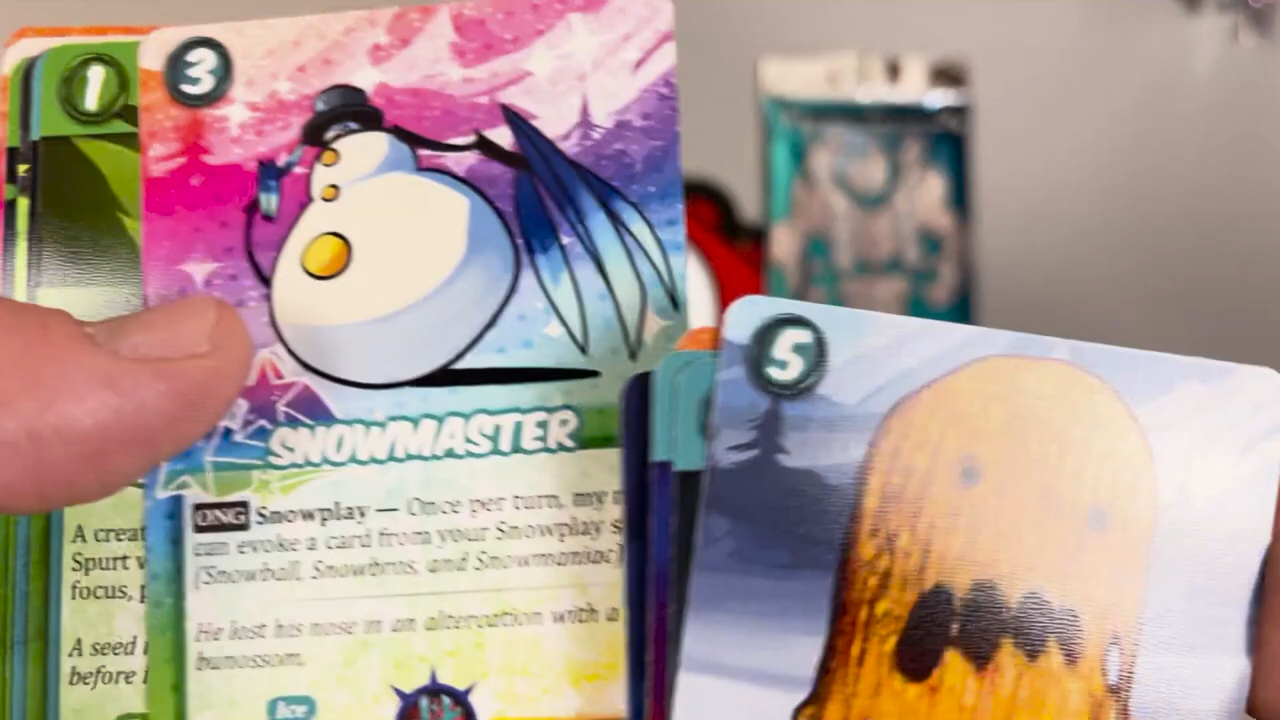 1
3
SNOWMASTER
ONG Snowplay — Once per turn, my
can evoke a card from your Snowplay s
(Snowball, Snowbros, and Snowmaniac)
He lost his nose in an altercation with a
bunossom.
Ice
A creat
Spurt v
focus, p
A seed
before
5